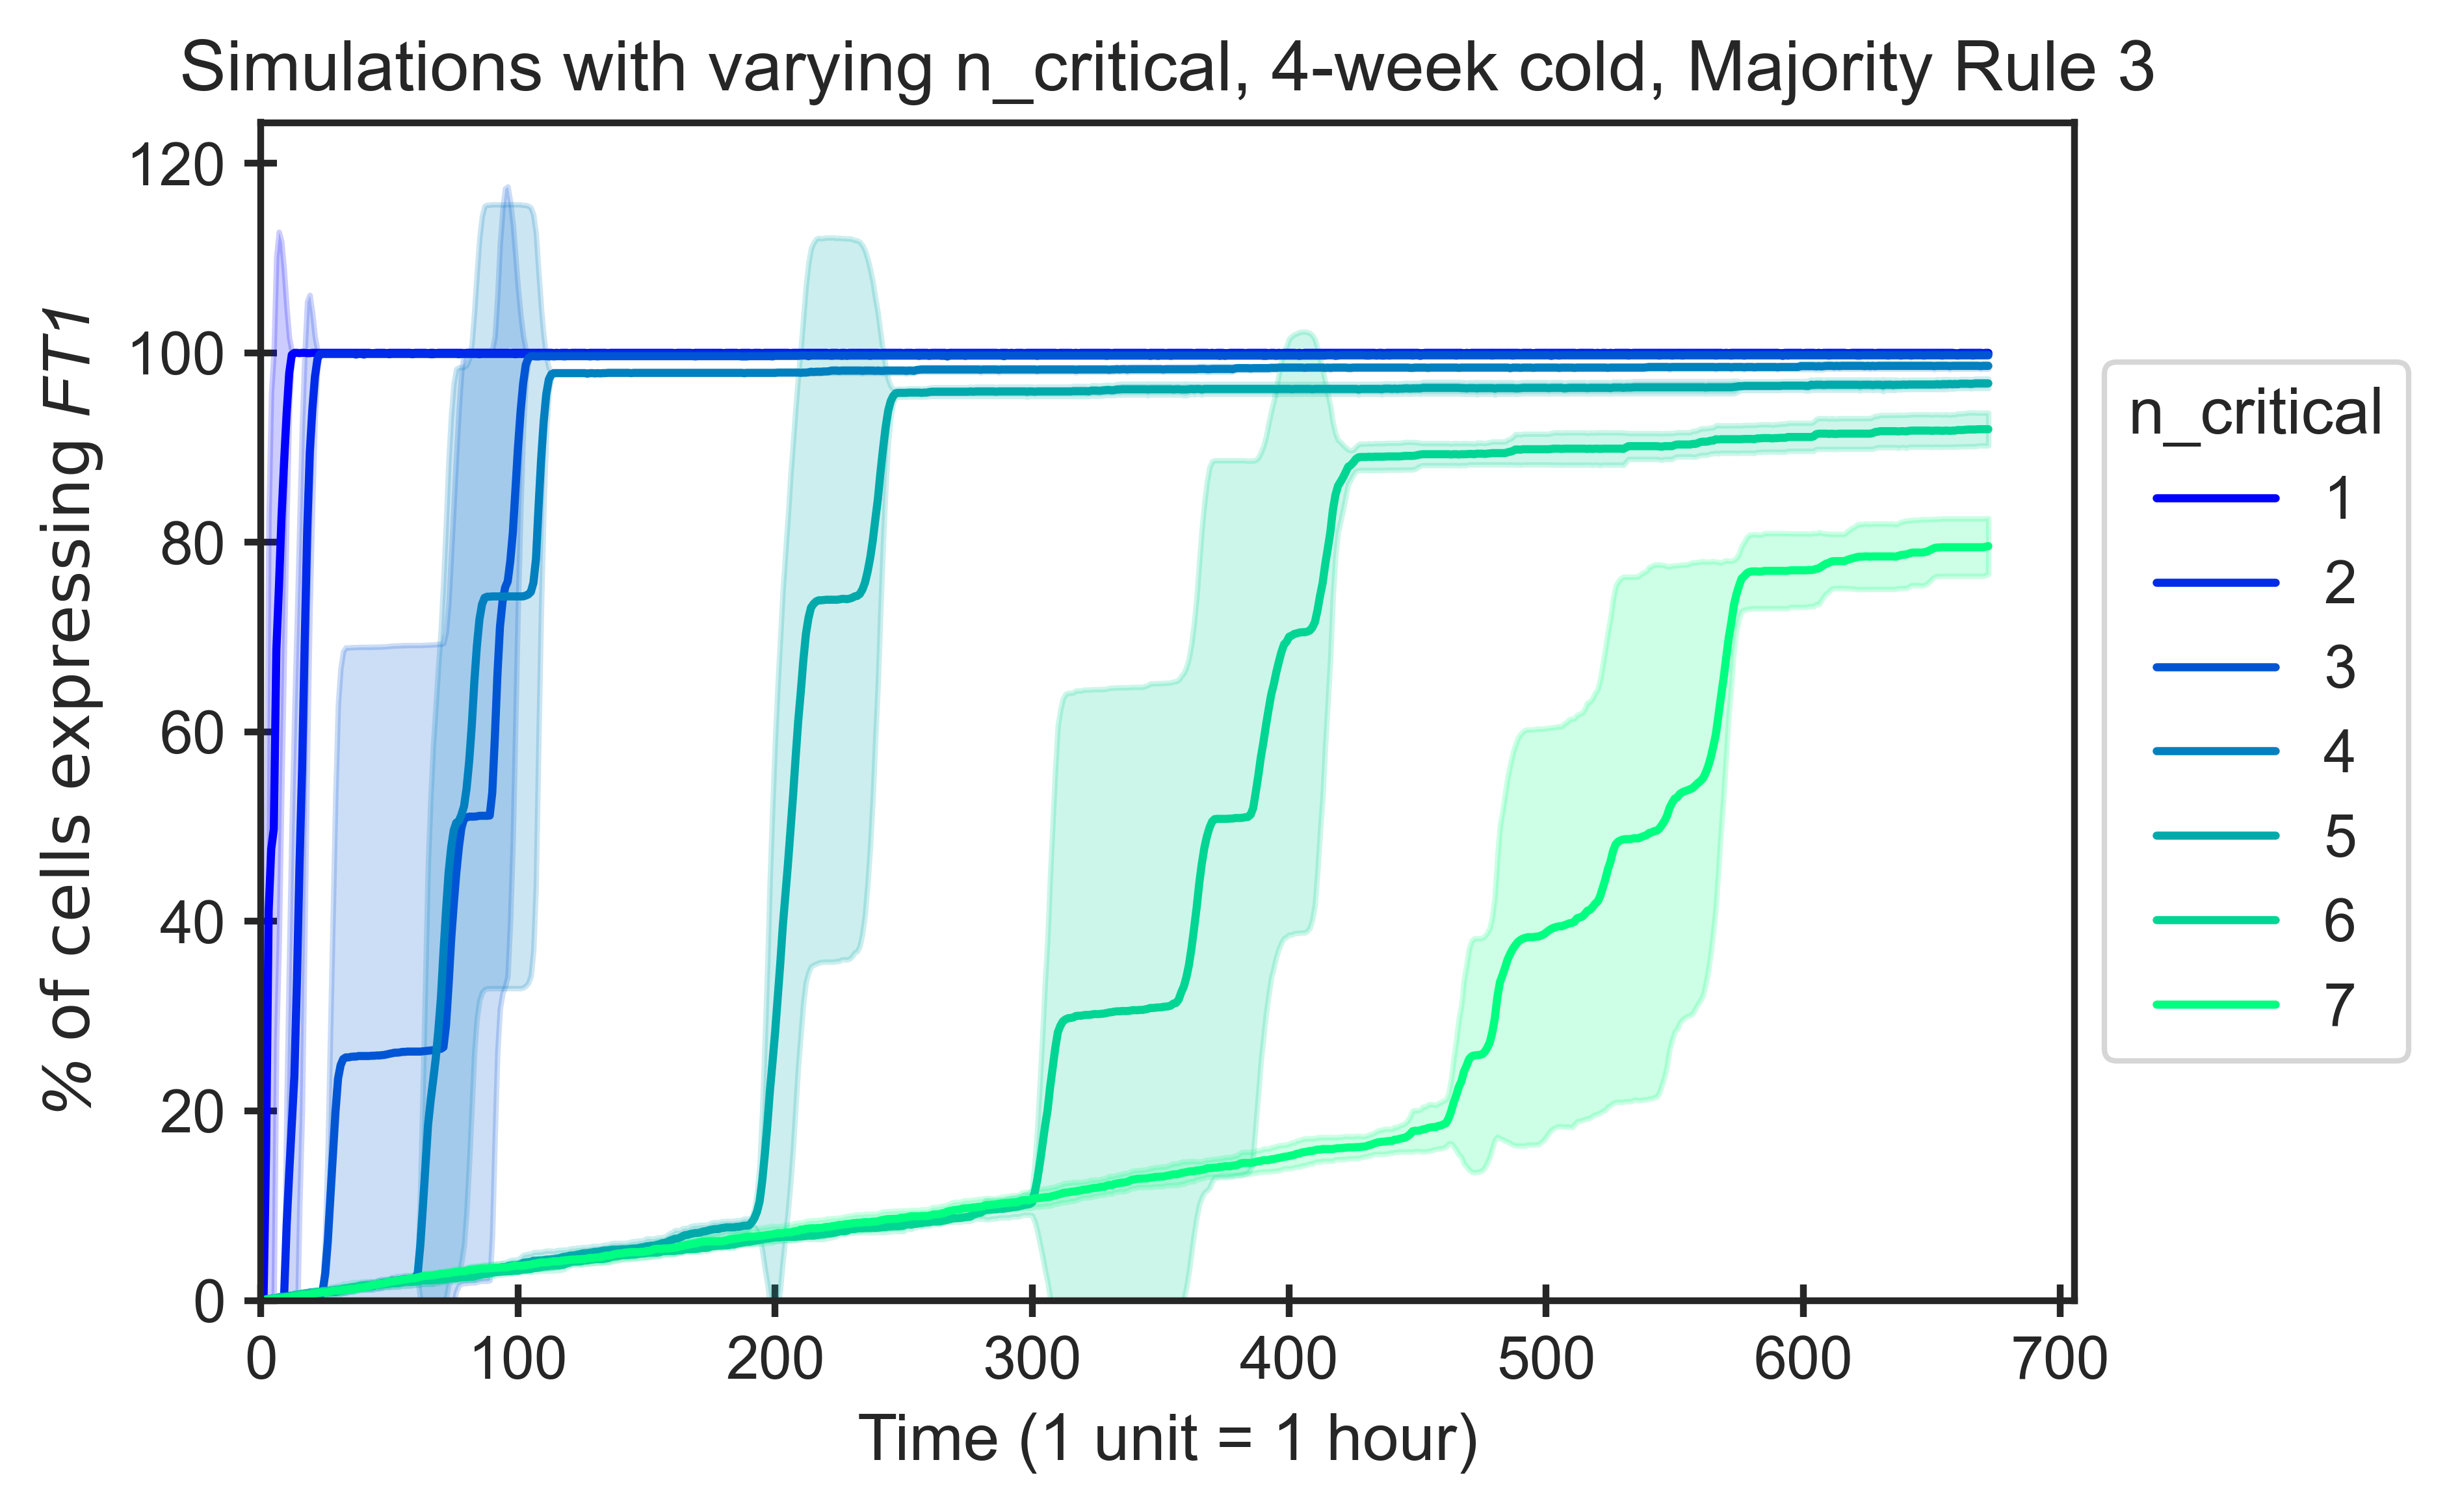 Simulations with varying n_critical, 4-week cold, Majority Rule 3
% of cells expressing FT1
120
100
80
60
40
20
0
0 100 200 300 400 500 600 700
Time (1 unit = 1 hour)
n_critical
1
2
3
4
5
6
7